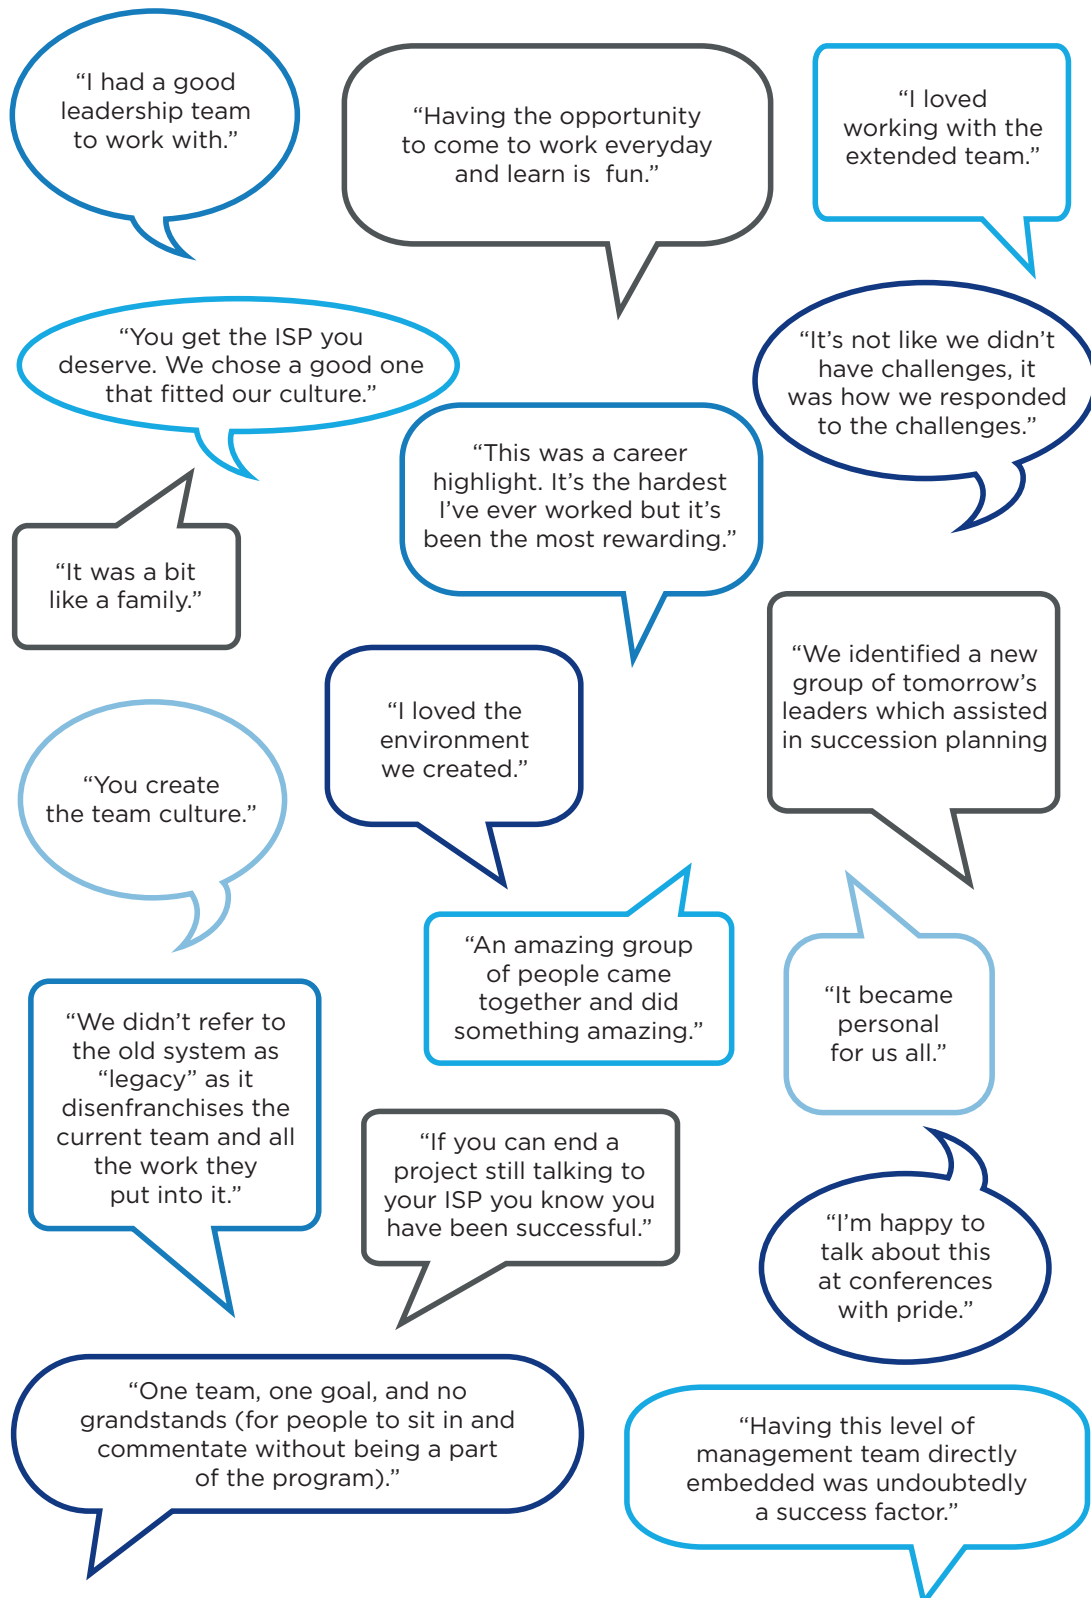 “I had a good
leadership team
to work with.”
“Having the opportunity
to come to work everyday
and learn is  fun.”
“I loved
working with the
extended team.”
“You get the ISP you
deserve. We chose a good one
that fitted our culture.”
“It’s not like we didn’t
have challenges, it
was how we responded
to the challenges.”
“This was a career
highlight. It’s the hardest
I’ve ever worked but it’s
been the most rewarding.”
“It was a bit
like a family.”
“We identified a new
group of tomorrow’s
leaders which assisted
in succession planning
“I loved the
environment
we created.”
“You create
the team culture.”
“An amazing group
of people came
together and did
something amazing.”
“It became
personal
for us all.”
“We didn’t refer to
the old system as
“legacy” as it
disenfranchises the
current team and all
the work they
put into it.”
“If you can end a
project still talking to
your ISP you know you
have been successful.”
“I’m happy to
talk about this
at conferences
with pride.”
“One team, one goal, and no
grandstands (for people to sit in and
commentate without being a part
of the program).”
“Having this level of
management team directly
embedded was undoubtedly
a success factor.”